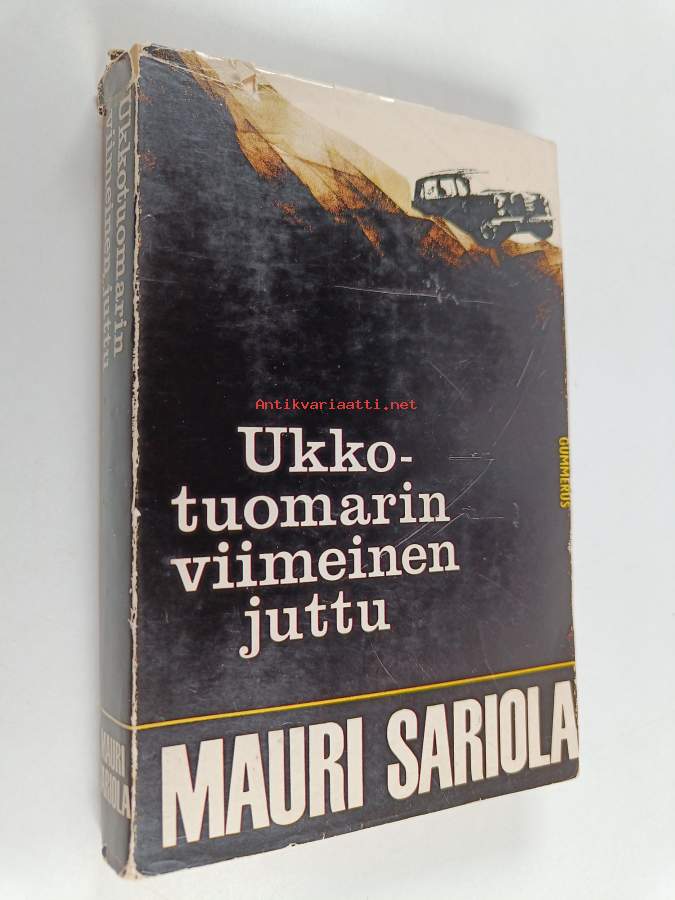 Ukkotuomarin
viimeinen juttu
MAURI
SARIOLA
Antikvariaatti.net
Ukko-
tuomarin
viimeinen
juttu
GUMMERUS
MAURI SARIOLA